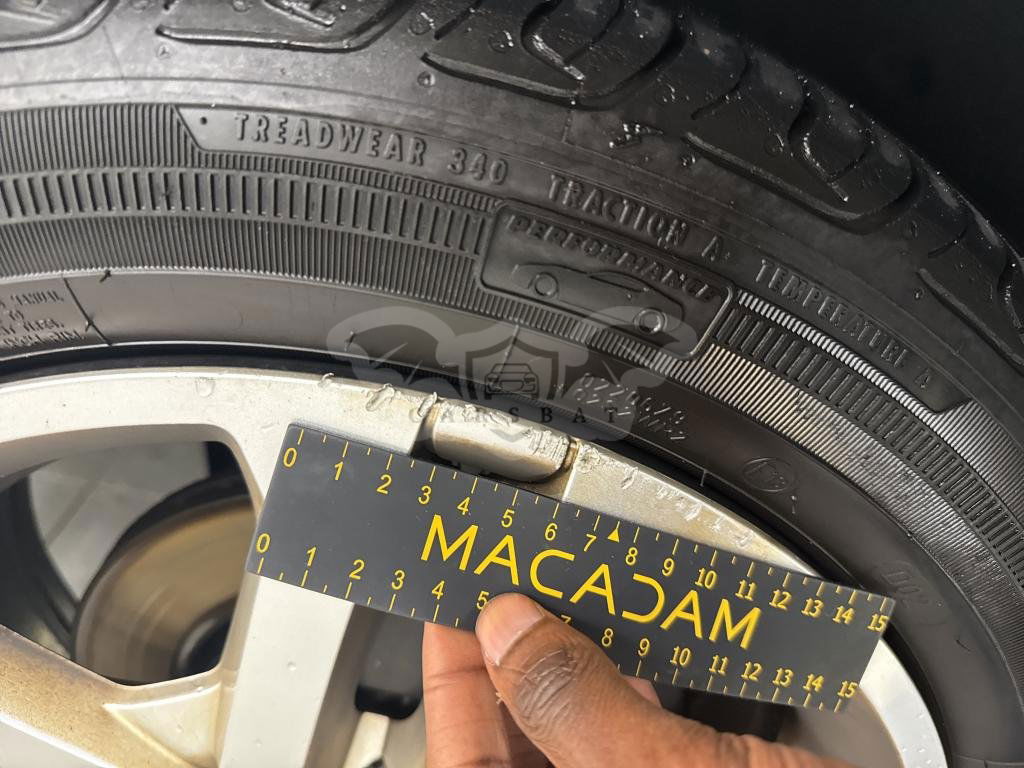 TREADWEAR 340 TRACTION A TEMPERATURE A
PERFORMANCE
CARSBAT
0 1 2 3 4 5 6 7 8 9 10 11 12 13 14 15
MACADAM
0 1 2 3 4 5 7 8 9 10 11 12 13 14 15